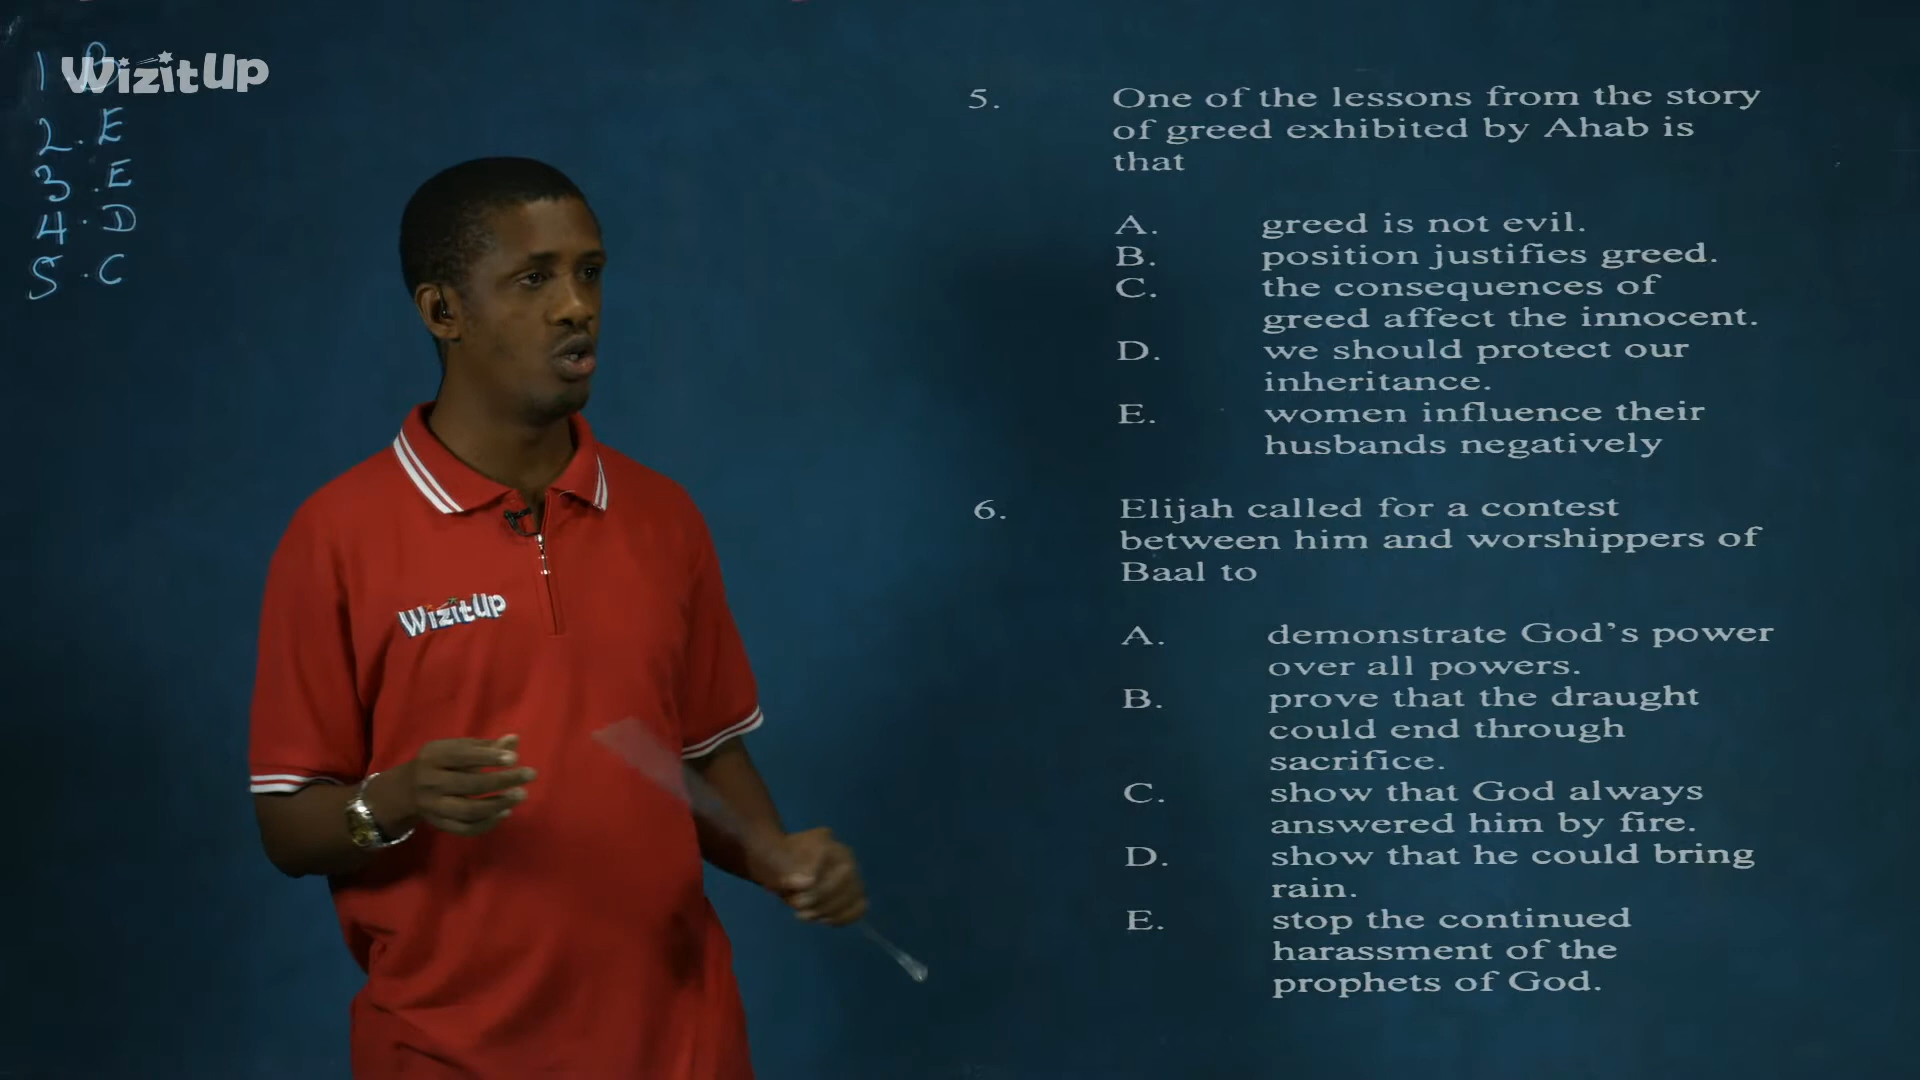 WizitUp
1 B
2. E
3. E
4. D
5. C
WizitUp
5. One of the lessons from the story
of greed exhibited by Ahab is
that
A. greed is not evil.
B. position justifies greed.
C. the consequences of
greed affect the innocent.
D. we should protect our
inheritance.
E. women influence their
husbands negatively
6. Elijah called for a contest
between him and worshippers of
Baal to
A. demonstrate God's power
over all powers.
B. prove that the draught
could end through
sacrifice.
C. show that God always
answered him by fire.
D. show that he could bring
rain.
E. stop the continued
harassment of the
prophets of God.